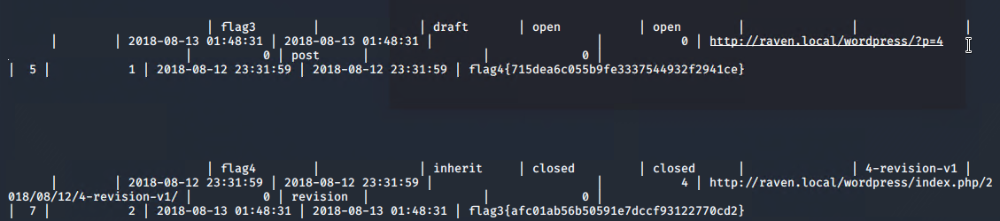 | flag3 | | draft | open | open | | |
| | 2018-08-13 01:48:31 | 2018-08-13 01:48:31 | | 0 | http://raven.local/wordpress/?p=4
| 0 | post | | 0 |
| 5 | 1 | 2018-08-12 23:31:59 | 2018-08-12 23:31:59 | flag4{715dea6c055b9fe3337544932f2941ce}
| flag4 | | inherit | closed | closed | | 4-revision-v1 |
| | 2018-08-12 23:31:59 | 2018-08-12 23:31:59 | | 4 | http://raven.local/wordpress/index.php/2
018/08/12/4-revision-v1/ | 0 | revision | | 0 |
| 7 | 2 | 2018-08-13 01:48:31 | 2018-08-13 01:48:31 | flag3{afc01ab56b50591e7dccf93122770cd2}